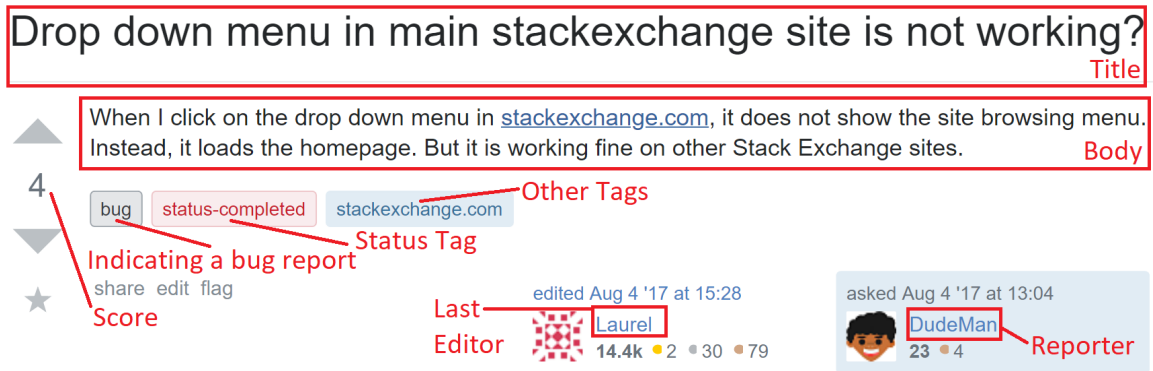 Drop down menu in main stackexchange site is not working?
Title
When I click on the drop down menu in stackexchange.com, it does not show the site browsing menu.
Instead, it loads the homepage. But it is working fine on other Stack Exchange sites.
Body
4
Other Tags
bug status-completed stackexchange.com
Status Tag
Indicating a bug report
share edit flag
Score
edited Aug 4 '17 at 15:28
Last
Editor
Laurel
14.4k 2 30 79
asked Aug 4 '17 at 13:04
DudeMan
23 4
Reporter